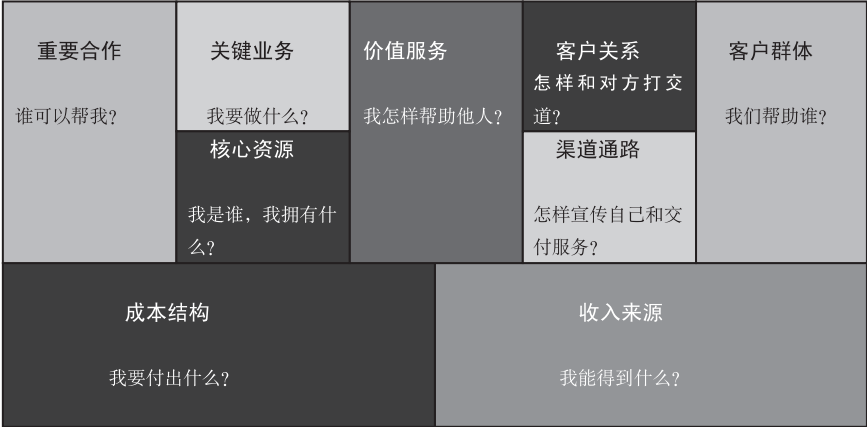 重要合作
谁可以帮我?
关键业务
我要做什么?
核心资源
我是谁，我拥有什
么?
价值服务
我怎样帮助他人?
客户关系
怎样和对方打交
道?
渠道通路
怎样宣传自己和交
付服务?
客户群体
我们帮助谁?
成本结构
我要付出什么?
收入来源
我能得到什么?